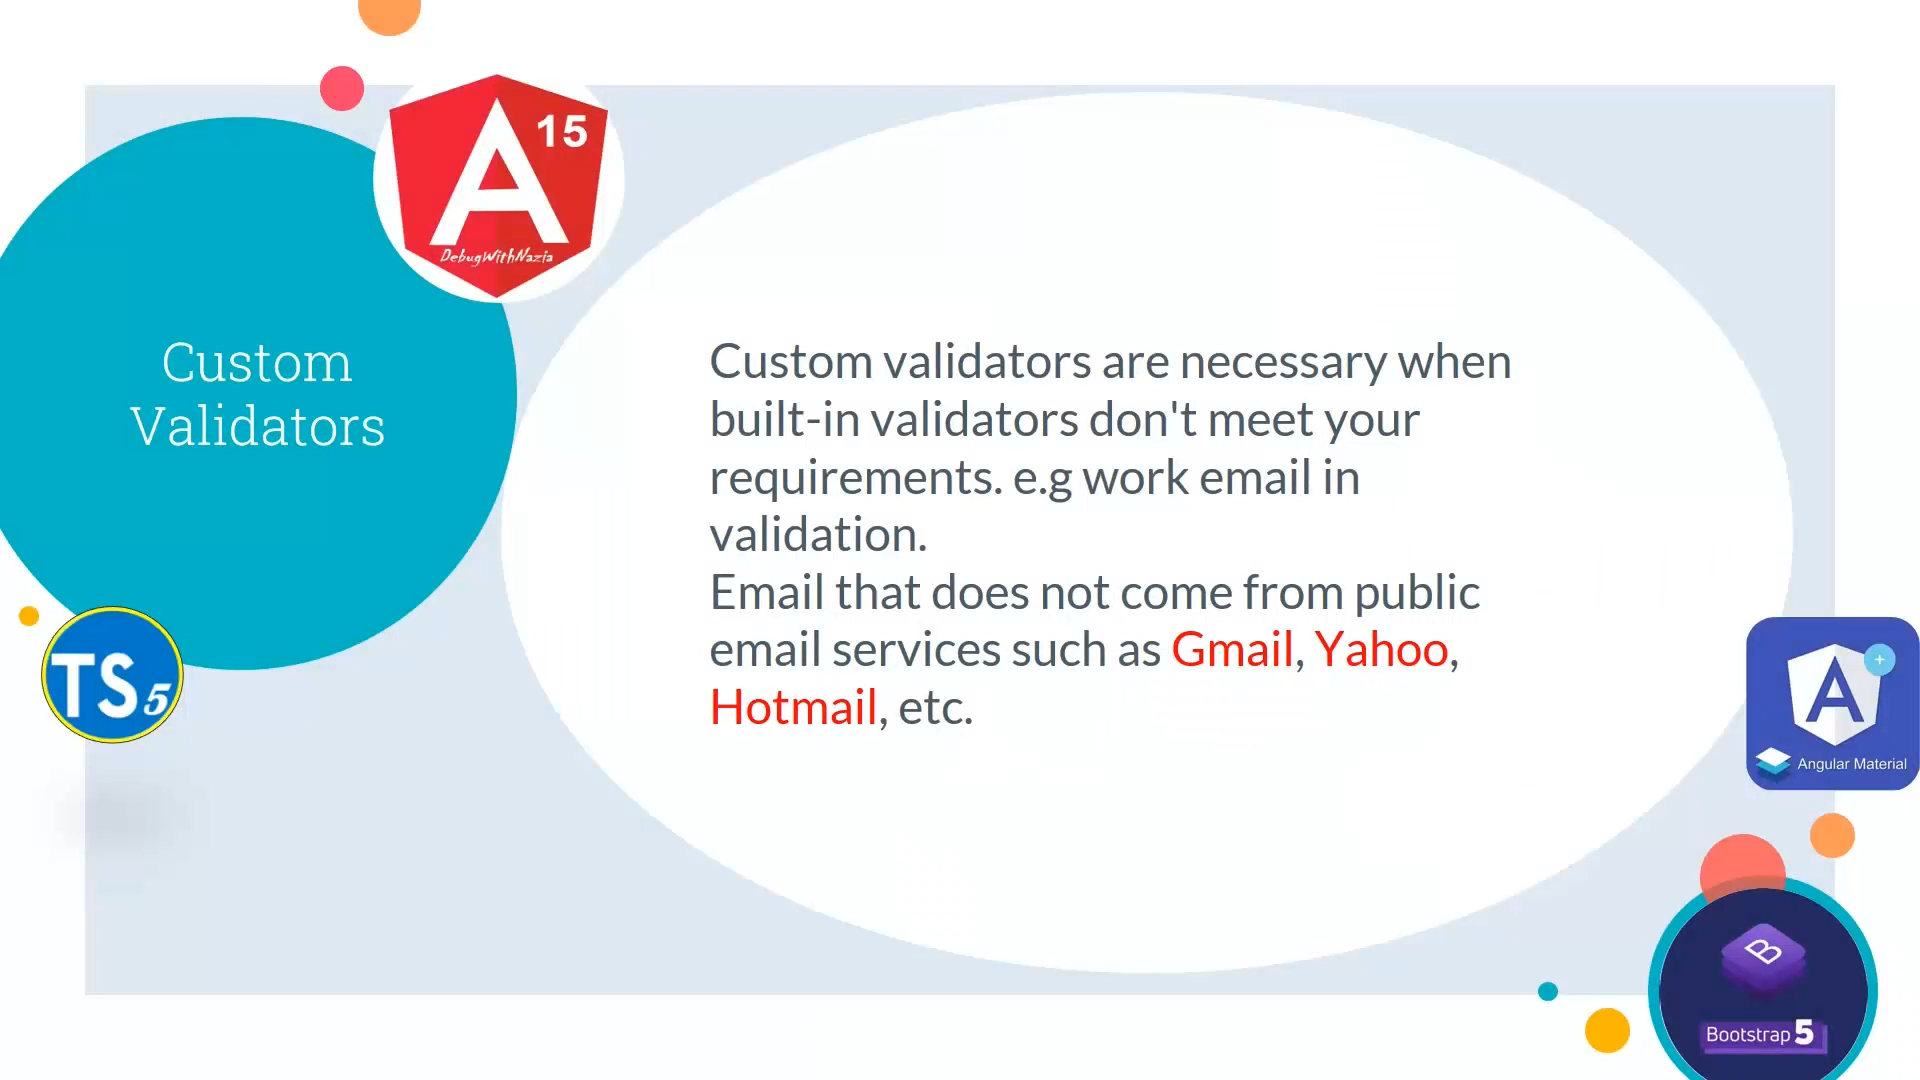 15
DebugWithNazia
Custom
Validators
Custom validators are necessary when
built-in validators don't meet your
requirements. e.g work email in
validation.
Email that does not come from public
email services such as Gmail, Yahoo,
Hotmail, etc.
TS5
A
+
Angular Material
B
Bootstrap 5